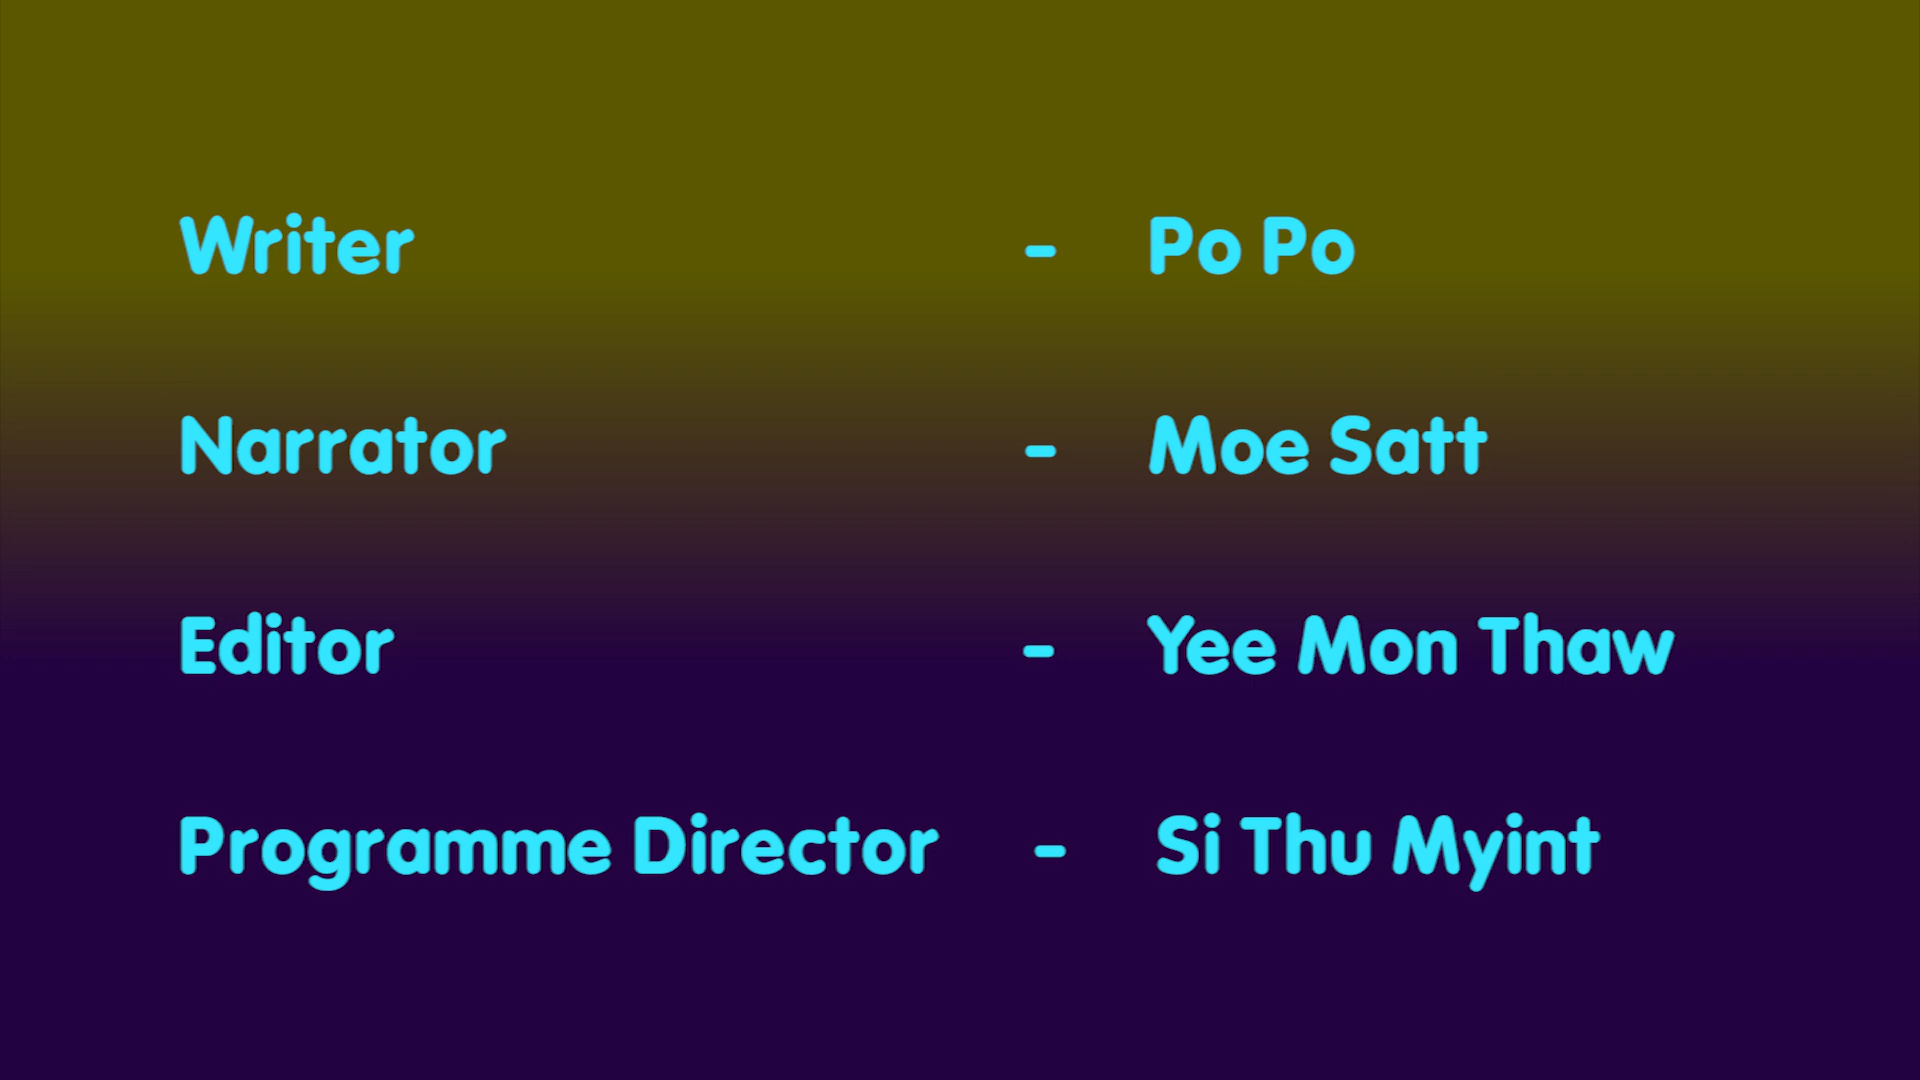 Writer - Po Po
Narrator - Moe Satt
Editor - Yee Mon Thaw
Programme Director - Si Thu Myint